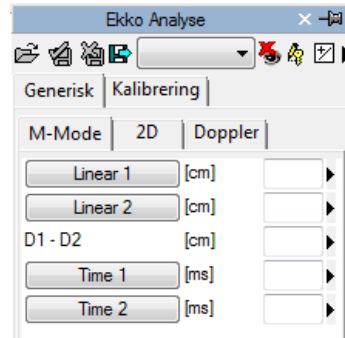 Ekko Analyse
Generisk Kalibrering
M-Mode 2D Doppler
Linear 1 [cm]
Linear 2 [cm]
D1 - D2 [cm]
Time 1 [ms]
Time 2 [ms]